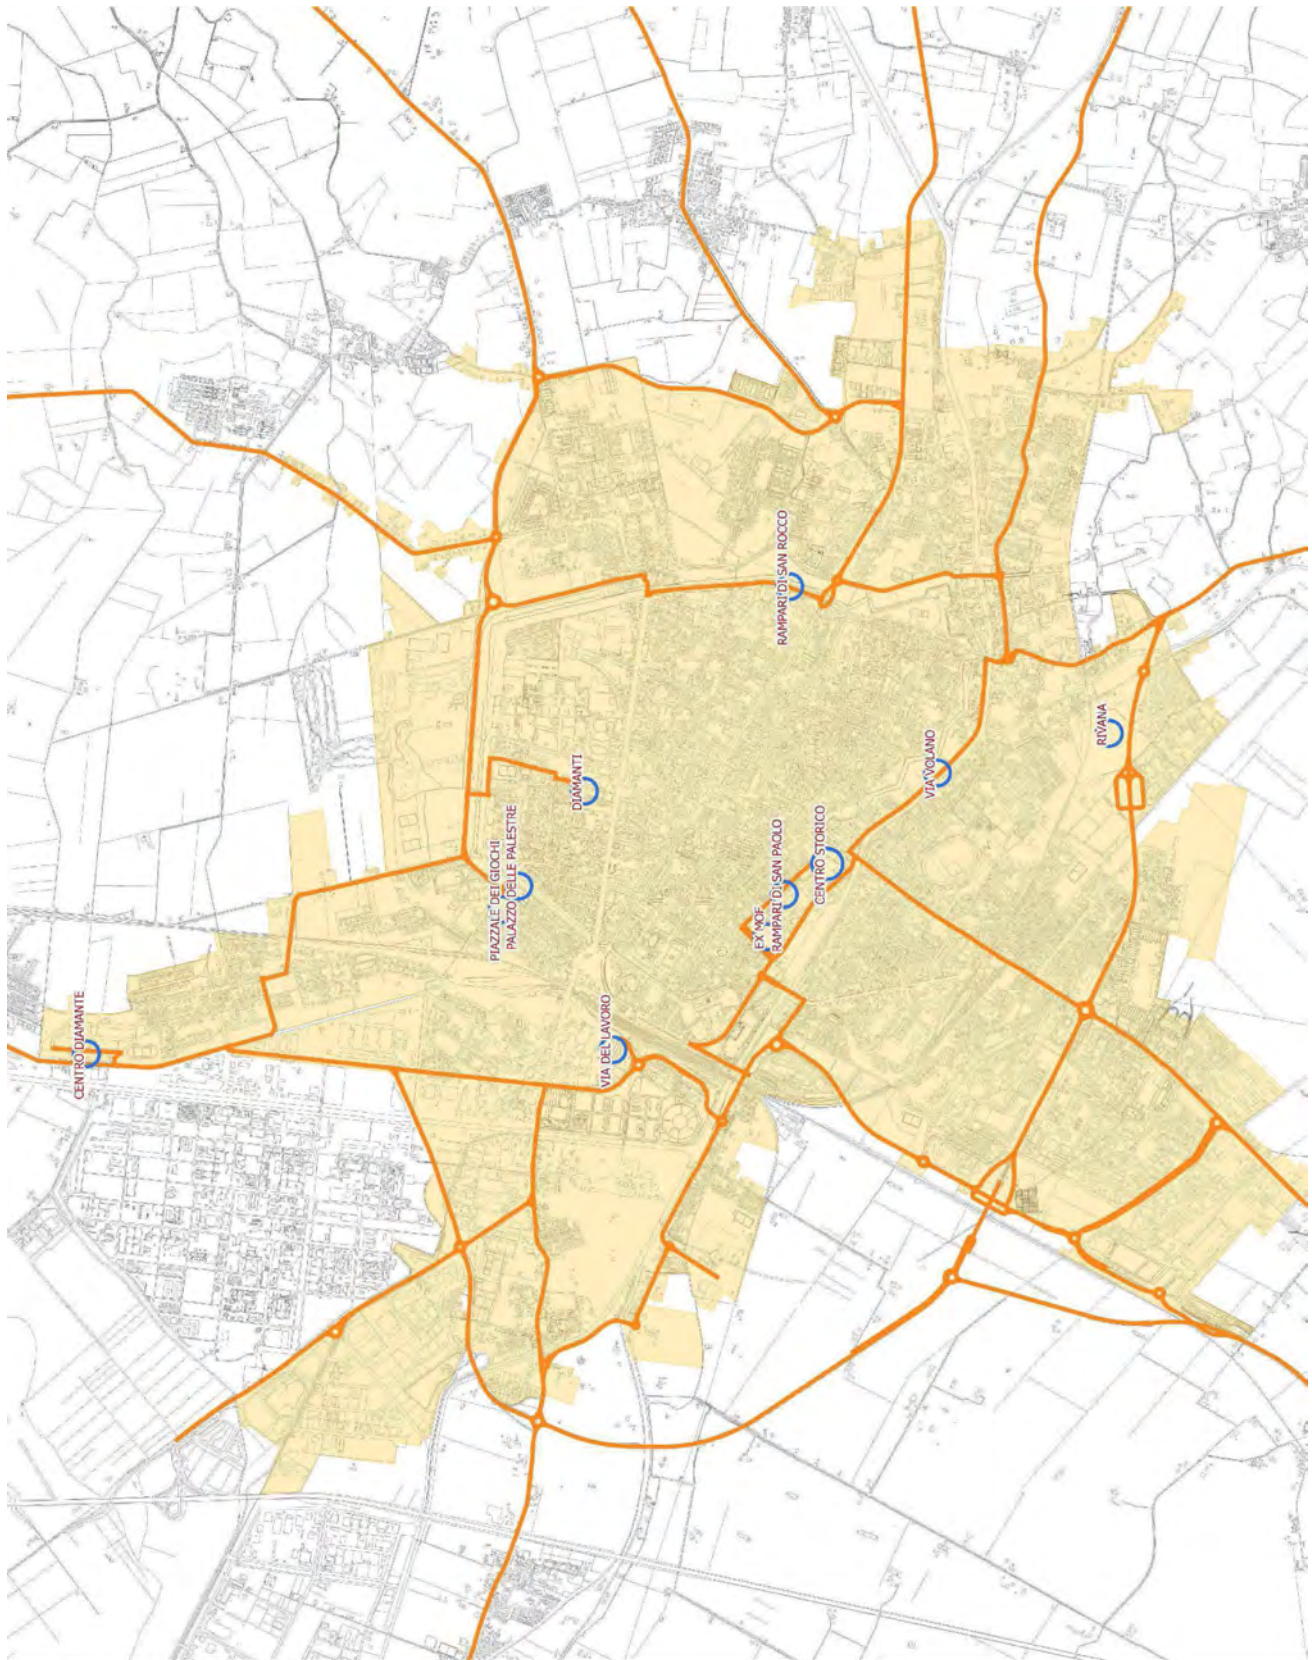 CENTRO DIAMANTE
PIAZZALE DEI GIOCHI
PALAZZO DELLE PALESTRE
DIAMANTI
VIA DEL LAVORO
RAMPARI DI SAN ROCCO
EX MOF
RAMPARI DI SAN PAOLO
CENTRO STORICO
VIA VOLANO
RIVANA